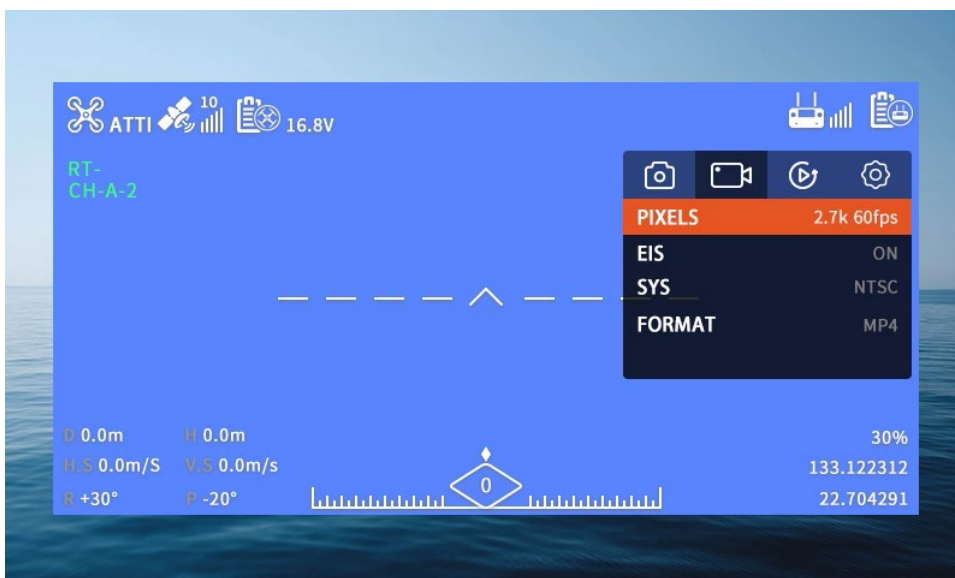 ATTI 10 16.8V
RT-
CH-A-2
PIXELS 2.7k 60fps
EIS ON
SYS NTSC
FORMAT MP4
D 0.0m H 0.0m
30%
H.S 0.0m/S V.S 0.0m/s
133.122312
R +30° P -20°
0
22.704291